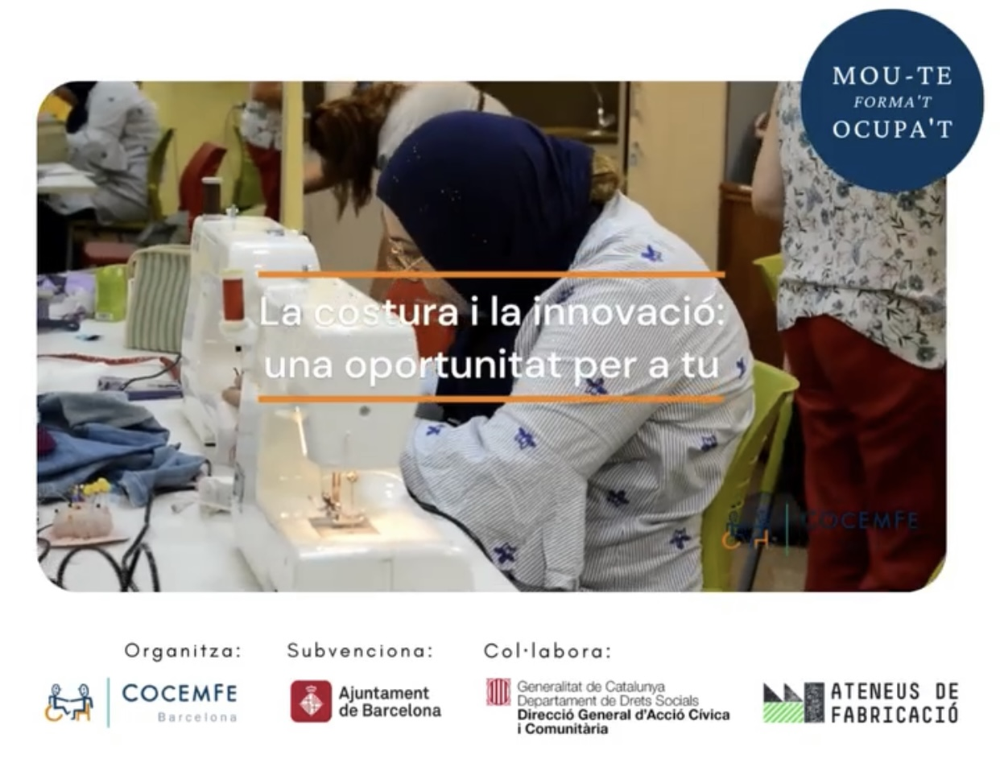 MOU-TE
FORMA'T
OCUPA'T
La costura i la innovació:
una oportunitat per a tu
COCEMFE
Organitza:
Subvenciona:
Col·labora:
COCEMFE
Barcelona
Ajuntament
de Barcelona
Generalitat de Catalunya
Departament de Drets Socials
Direcció General d'Acció Cívica
i Comunitària
ATENEUS DE
FABRICACIÓ